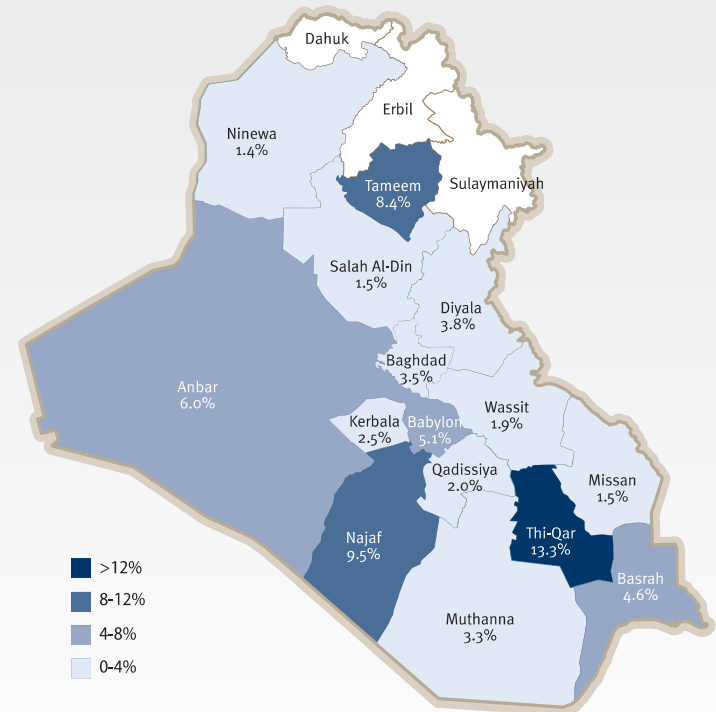 Dahuk
Erbil
Ninewa
1.4%
Tameem
8.4%
Sulaymaniyah
Salah Al-Din
1.5%
Diyala
3.8%
Baghdad
3.5%
Anbar
6.0%
Wassit
1.9%
Kerbala
2.5%
Babylon
5.1%
Qadissiya
2.0%
Missan
1.5%
Najaf
9.5%
Thi-Qar
13.3%
Basrah
4.6%
Muthanna
3.3%
>12%
8-12%
4-8%
0-4%